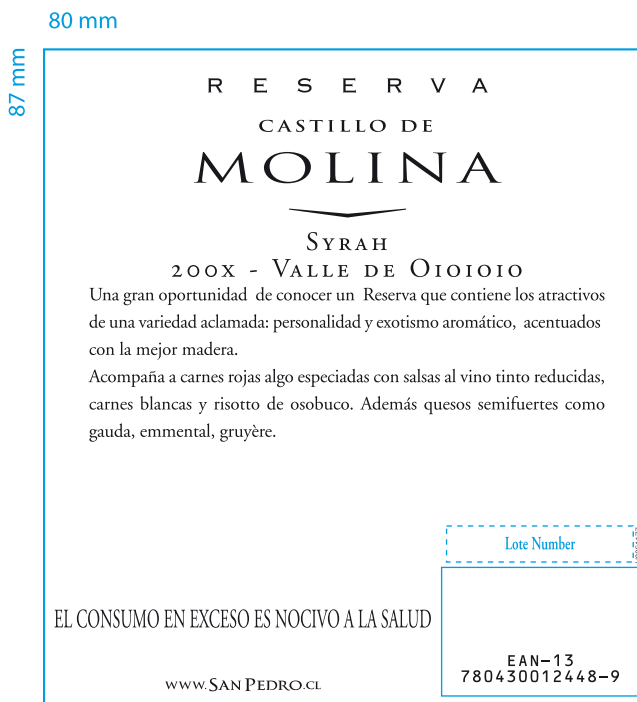 80 mm
87 mm
RESERVA
CASTILLO DE
MOLINA
SYRAH
200X - VALLE DE OIOIOIO
Una gran oportunidad de conocer un Reserva que contiene los atractivos
de una variedad aclamada: personalidad y exotismo aromático, acentuados
con la mejor madera.
Acompaña a carnes rojas algo especiadas con salsas al vino tinto reducidas,
carnes blancas y risotto de osobuco. Además quesos semifuertes como
gauda, emmental, gruyère.
Lote Number
EL CONSUMO EN EXCESO ES NOCIVO A LA SALUD
EAN-13
780430012448-9
WWW.SAN PEDRO.CL